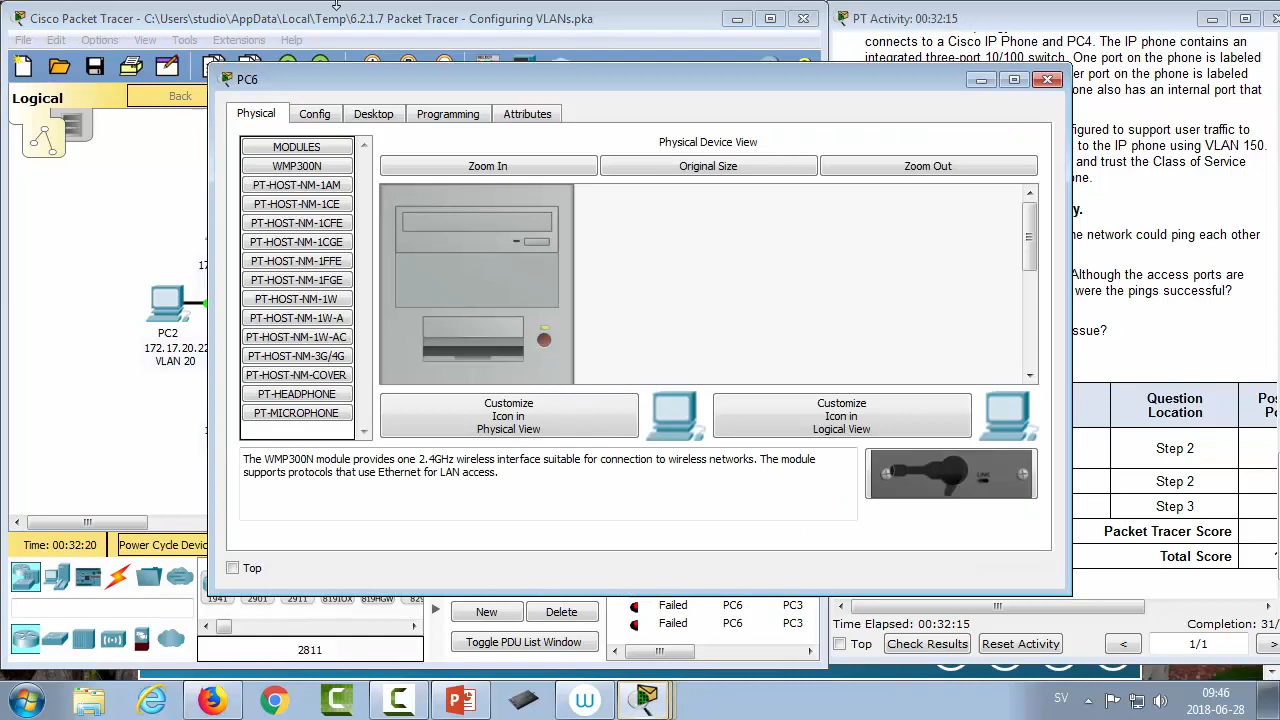 Cisco Packet Tracer - C:\Users\studio\AppData\Local\Temp\6.2.1.7 Packet Tracer - Configuring VLANs.pka
File Edit Options View Tools Extensions Help
Logical
Back
PC2
172.17.20.22
VLAN 20
Time: 00:32:20
Power Cycle Devic
1941 2901 2911 819IOX 819HGW 829
2811
New
Delete
Toggle PDU List Window
Failed PC6 PC3
Failed PC6 PC3
PC6
Physical Config Desktop Programming Attributes
MODULES
WMP300N
PT-HOST-NM-1AM
PT-HOST-NM-1CE
PT-HOST-NM-1CFE
PT-HOST-NM-1CGE
PT-HOST-NM-1FFE
PT-HOST-NM-1FGE
PT-HOST-NM-1W
PT-HOST-NM-1W-A
PT-HOST-NM-1W-AC
PT-HOST-NM-3G/4G
PT-HOST-NM-COVER
PT-HEADPHONE
PT-MICROPHONE
Physical Device View
Zoom In
Original Size
Zoom Out
Customize
Icon in
Physical View
Customize
Icon in
Logical View
The WMP300N module provides one 2.4GHz wireless interface suitable for connection to wireless networks. The module
supports protocols that use Ethernet for LAN access.
LINK
Top
PT Activity: 00:32:15
connects to a Cisco IP Phone and PC4. The IP phone contains an
integrated three-port 10/100 switch. One port on the phone is labeled
er port on the phone is labeled
one also has an internal port that
figured to support user traffic to
to the IP phone using VLAN 150.
and trust the Class of Service
one.
y.
he network could ping each other
Although the access ports are
were the pings successful?
issue?
Question
Location
Step 2
Step 2
Step 3
Packet Tracer Score
Total Score
Time Elapsed: 00:32:15
Completion: 31/
Top
Check Results
Reset Activity
<
1/1
>
SV
09:46
2018-06-28